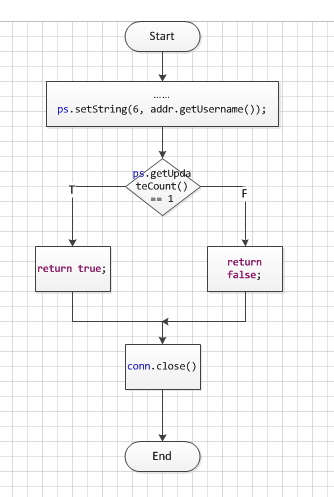 Start
......
ps.setString(6, addr.getUsername());
ps.getUpda
teCount()
== 1
T
F
return true;
return
false;
conn.close()
End